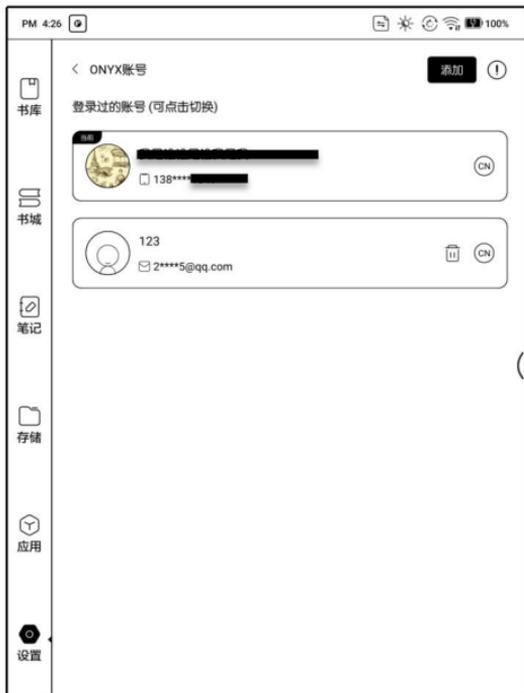 PM 4:26
100%
ONYX账号
添加
登录过的账号 (可点击切换)
当前
138****
CN
123
2****5@qq.com
CN
书库
书城
笔记
存储
应用
设置